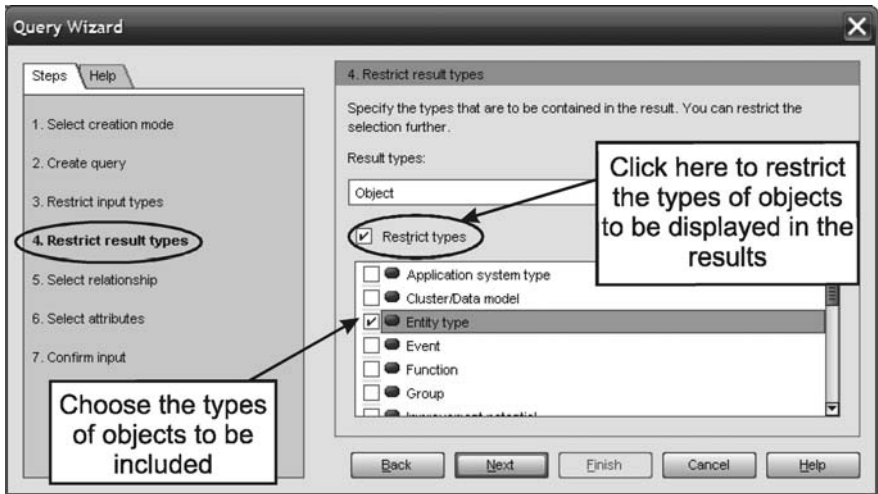 Query Wizard
Steps
Help
1. Select creation mode
2. Create query
3. Restrict input types
4. Restrict result types
5. Select relationship
6. Select attributes
7. Confirm input
4. Restrict result types
Specify the types that are to be contained in the result. You can restrict the
selection further.
Result types:
Object
Restrict types
Application system type
Cluster/Data model
Entity type
Event
Function
Group
Click here to restrict
the types of objects
to be displayed in the
results
Choose the types
of objects to be
included
Back
Next
Finish
Cancel
Help